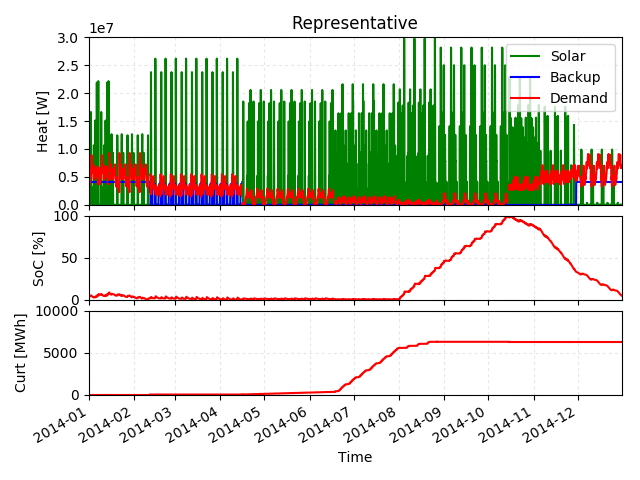 Representative
1e7
3.0
2.5
2.0
1.5
1.0
0.5
0.0
Heat [W]
Solar
Backup
Demand
100
50
0
SoC [%]
10000
5000
0
Curt [MWh]
2014-01
2014-02
2014-03
2014-04
2014-05
2014-06
2014-07
2014-08
2014-09
2014-10
2014-11
2014-12
Time